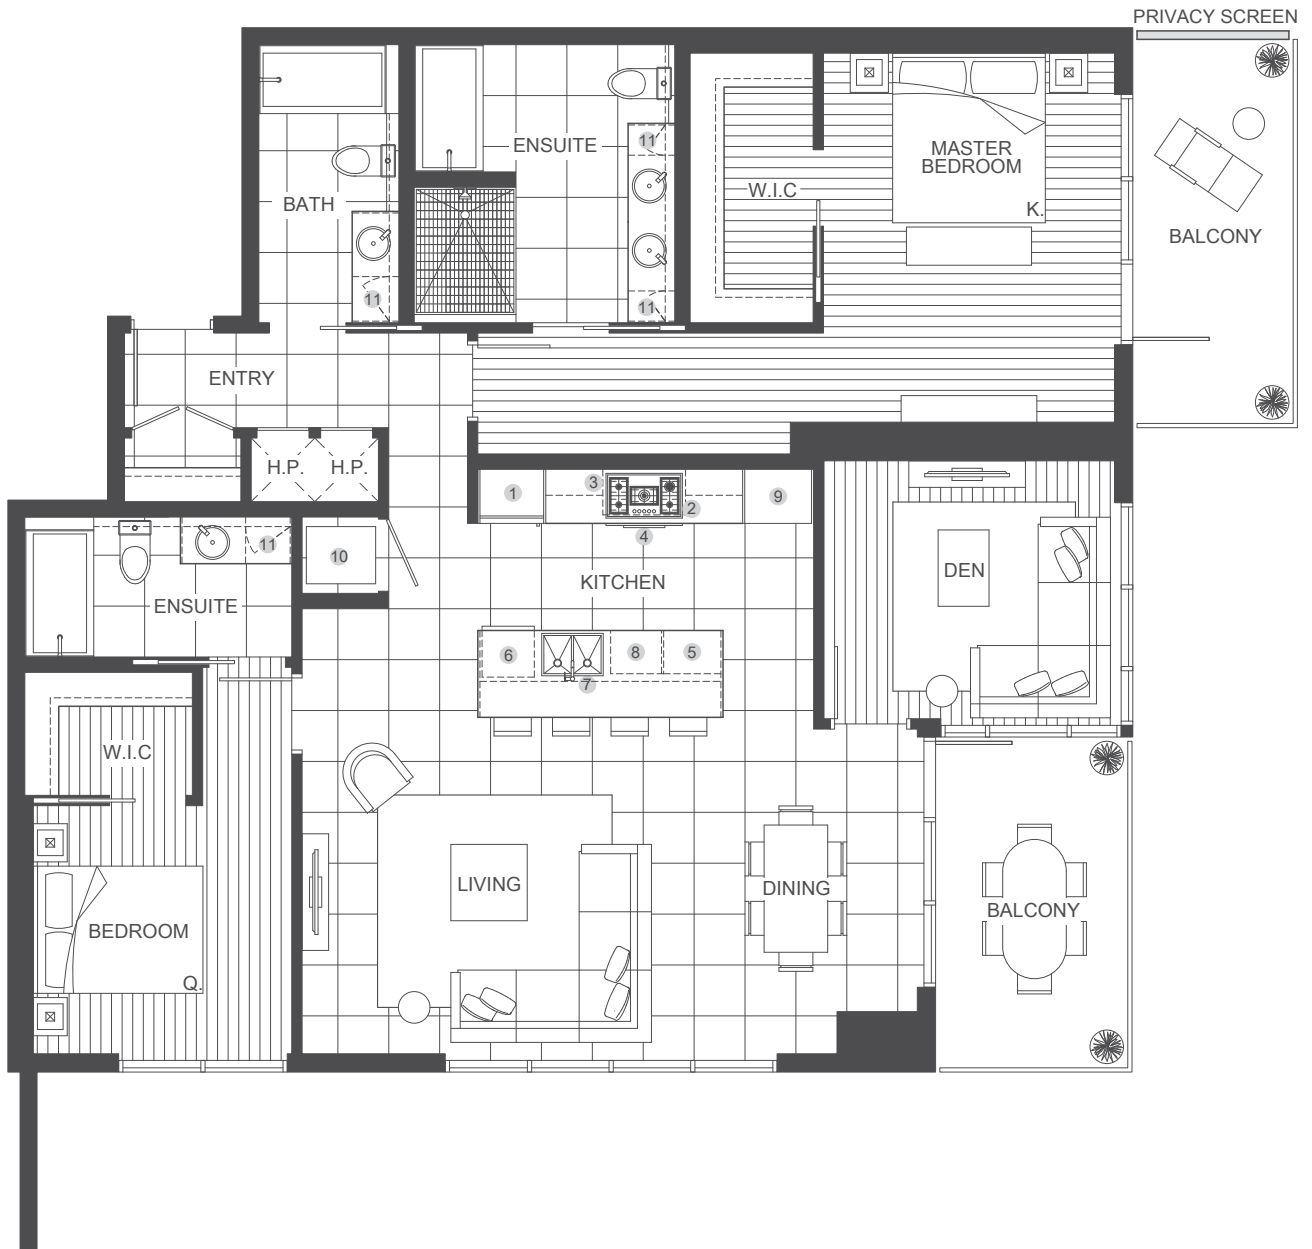 PRIVACY SCREEN
ENSUITE
11
MASTER
BEDROOM
W.I.C
BATH
K.
BALCONY
11
11
ENTRY
H.P.
H.P.
1
3
2
9
4
11
10
DEN
KITCHEN
ENSUITE
6
8
5
7
W.I.C
LIVING
DINING
BALCONY
BEDROOM
Q.